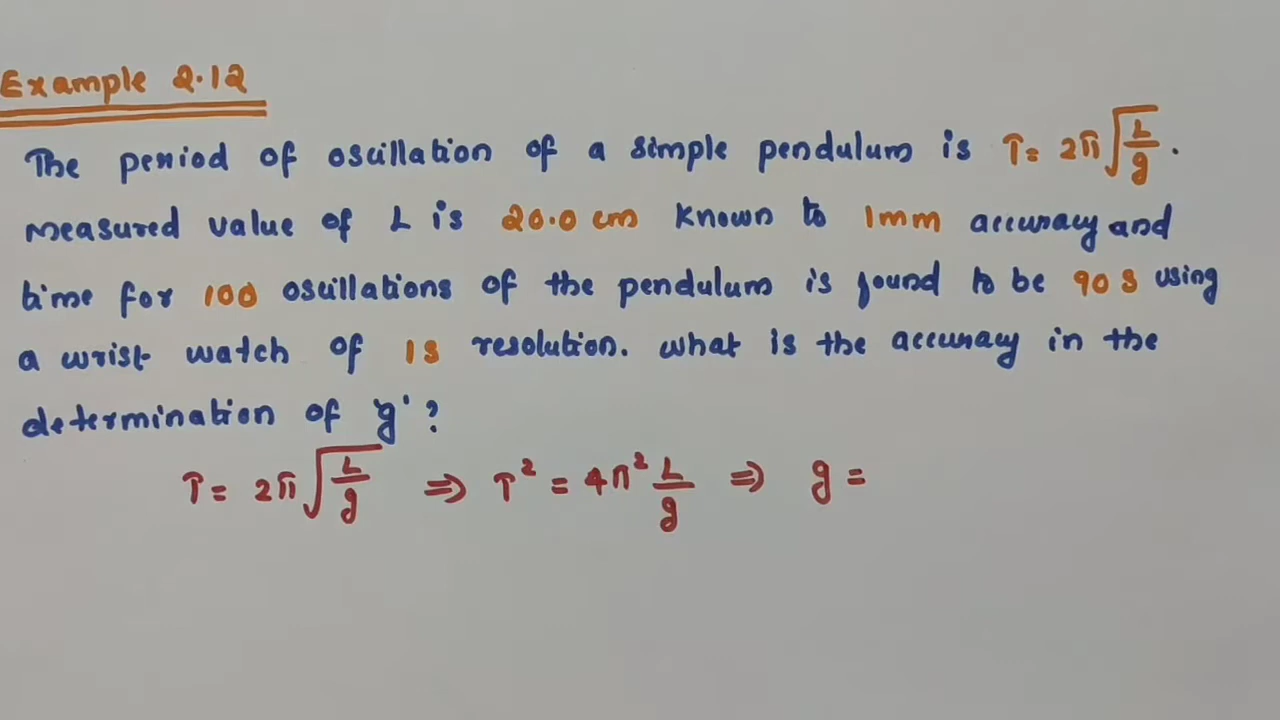 Example 2.12
The period of oscillation of a simple pendulum is T = 2π√(L/g).
measured value of L is 20.0 cm known to 1mm accuracy and
time for 100 oscillations of the pendulum is found to be 90 s using
a wrist watch of 1s resolution. what is the accuracy in the
determination of 'g' ?
T = 2π√(L/g) ⇒ T² = 4π² L/g ⇒ g =